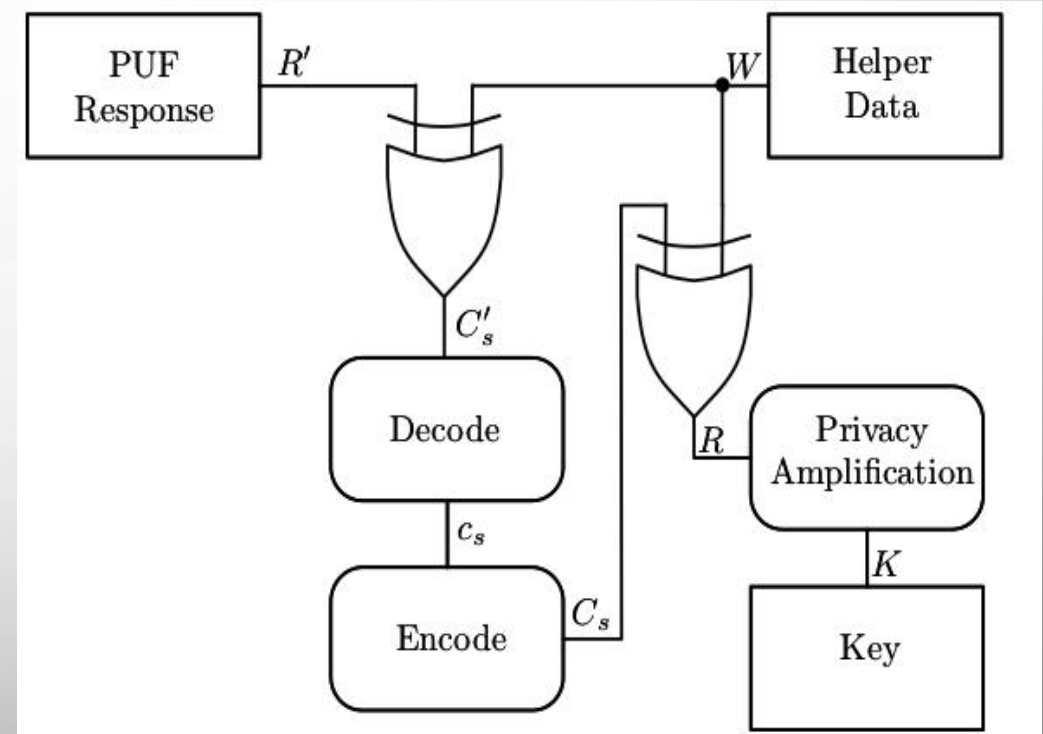 PUF
Response
R′
W
Helper
Data
C′ₛ
Decode
cₛ
Encode
Cₛ
R
Privacy
Amplification
K
Key